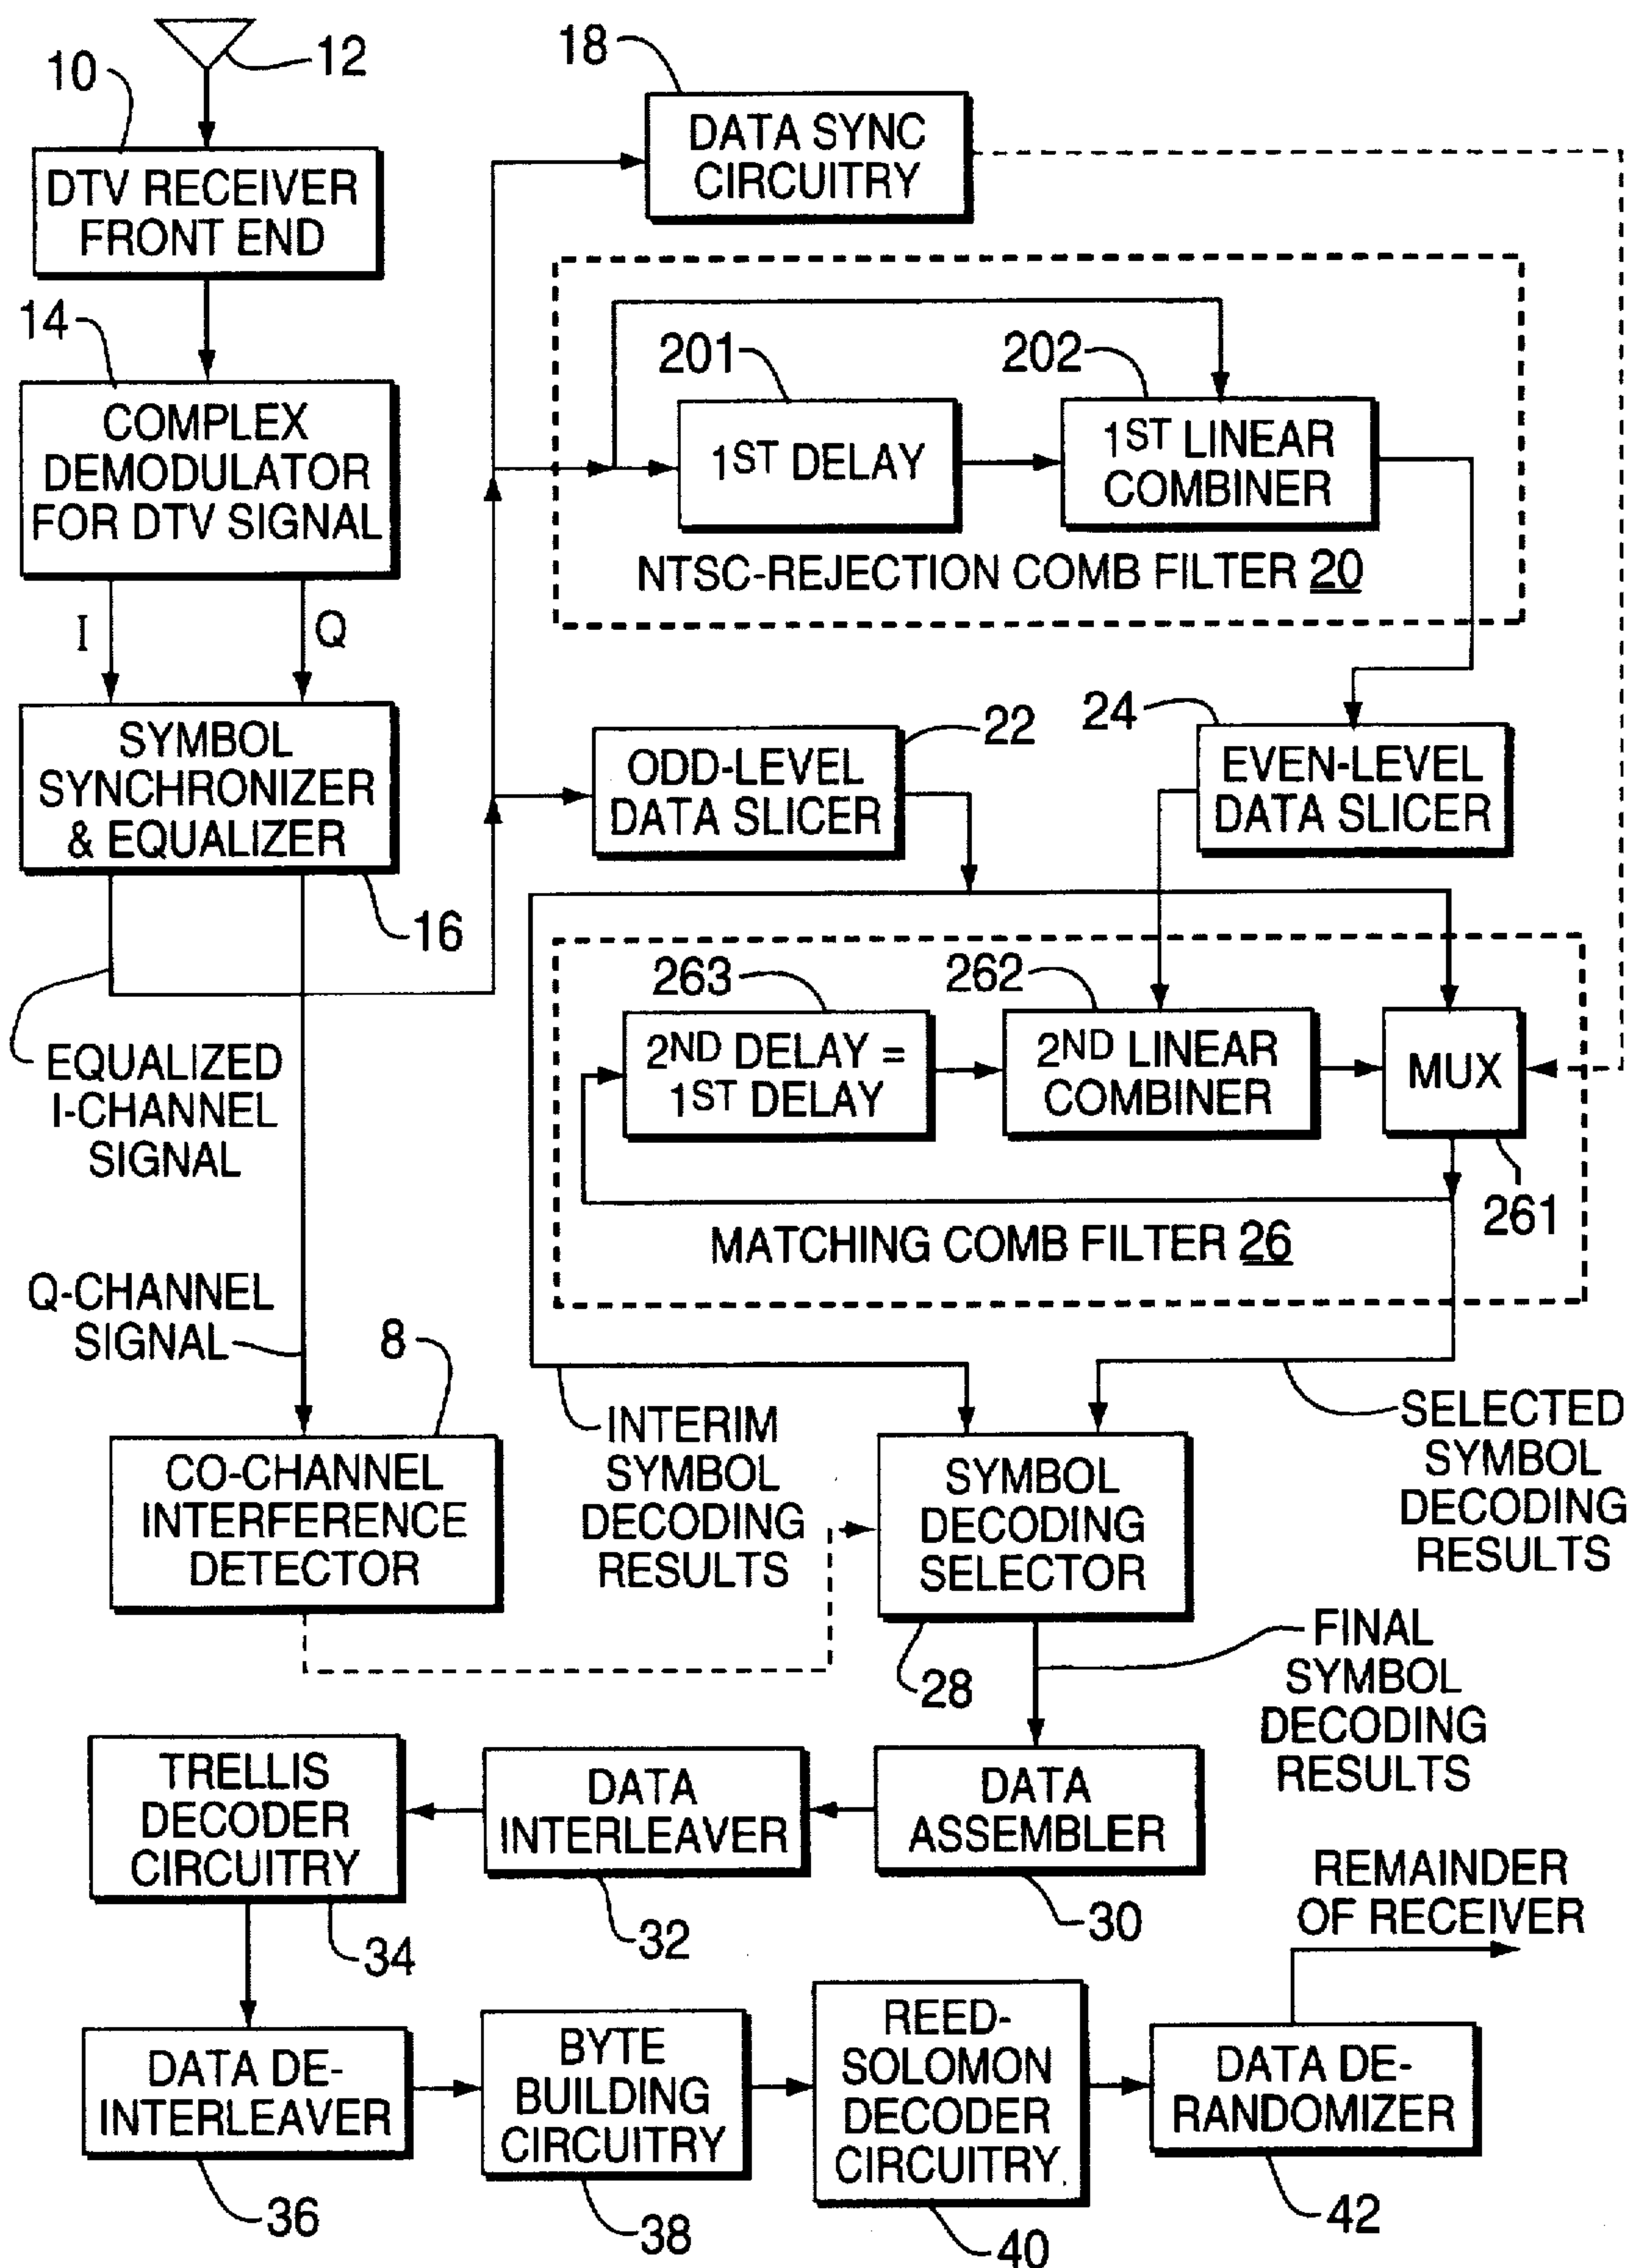 12
10
DTV RECEIVER
FRONT END
18
DATA SYNC
CIRCUITRY
14
COMPLEX
DEMODULATOR
FOR DTV SIGNAL
201
202
1ST DELAY
1ST LINEAR
COMBINER
NTSC-REJECTION COMB FILTER 20
I
Q
SYMBOL
SYNCHRONIZER
& EQUALIZER
16
ODD-LEVEL
DATA SLICER
22
24
EVEN-LEVEL
DATA SLICER
263
262
2ND DELAY =
1ST DELAY
2ND LINEAR
COMBINER
MUX
261
MATCHING COMB FILTER 26
EQUALIZED
I-CHANNEL
SIGNAL
Q-CHANNEL
SIGNAL
8
CO-CHANNEL
INTERFERENCE
DETECTOR
INTERIM
SYMBOL
DECODING
RESULTS
SYMBOL
DECODING
SELECTOR
28
SELECTED
SYMBOL
DECODING
RESULTS
FINAL
SYMBOL
DECODING
RESULTS
TRELLIS
DECODER
CIRCUITRY
34
DATA
INTERLEAVER
32
DATA
ASSEMBLER
30
REMAINDER
OF RECEIVER
DATA DE-
INTERLEAVER
36
BYTE
BUILDING
CIRCUITRY
38
REED-
SOLOMON
DECODER
CIRCUITRY
40
DATA DE-
RANDOMIZER
42